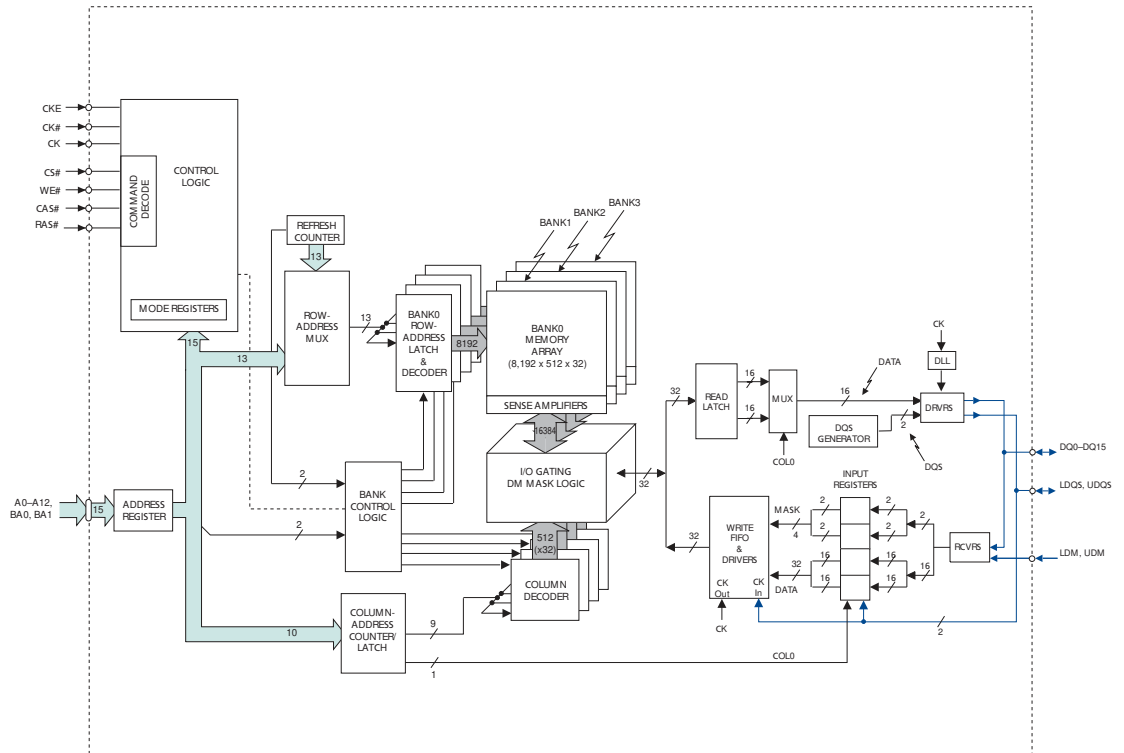 CKE
CK#
CK
CS#
WE#
CAS#
RAS#
CONTROL
LOGIC
COMMAND
DECODE
MODE REGISTERS
15
REFRESH
COUNTER
13
ROW-
ADDRESS
MUX
13
13
BANK0
ROW-
ADDRESS
LATCH
&
DECODER
8192
BANK1
BANK2
BANK3
BANK0
MEMORY
ARRAY
(8,192 x 512 x 32)
SENSE AMPLIFIERS
16384
I/O GATING
DM MASK LOGIC
32
512
(x32)
COLUMN
DECODER
A0–A12,
BA0, BA1
15
ADDRESS
REGISTER
2
2
BANK
CONTROL
LOGIC
10
COLUMN-
ADDRESS
COUNTER/
LATCH
9
1
COL0
32
READ
LATCH
16
16
MUX
COL0
16
DATA
DQS
GENERATOR
2
DQS
CK
DLL
DRVRS
DQ0–DQ15
LDQS, UDQS
LDM, UDM
INPUT
REGISTERS
32
WRITE
FIFO
&
DRIVERS
CK
Out
CK
In
CK
MASK
4
32
DATA
2
2
16
16
2
2
16
16
2
16
RCVRS
2